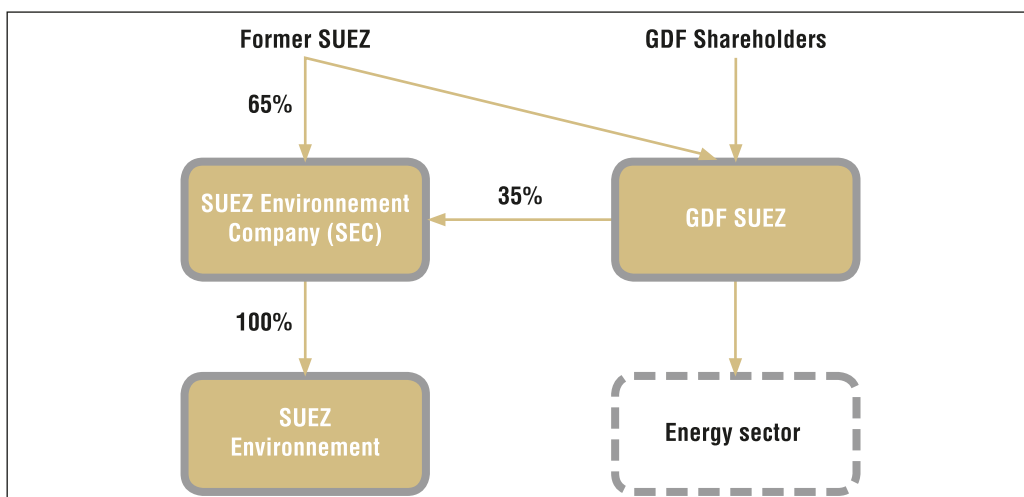 Former SUEZ
GDF Shareholders
65%
SUEZ Environnement
Company (SEC)
35%
GDF SUEZ
100%
SUEZ
Environnement
Energy sector